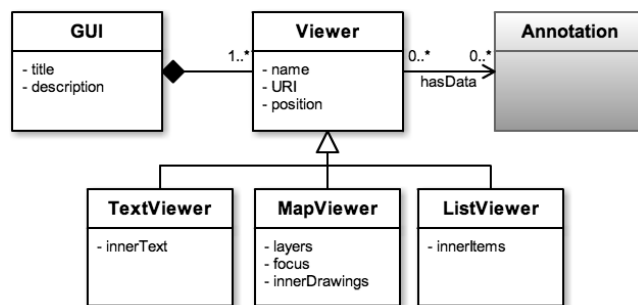 GUI
- title
- description
1..*
Viewer
- name
- URI
- position
0..*
0..*
hasData
Annotation
TextViewer
- innerText
MapViewer
- layers
- focus
- innerDrawings
ListViewer
- innerItems